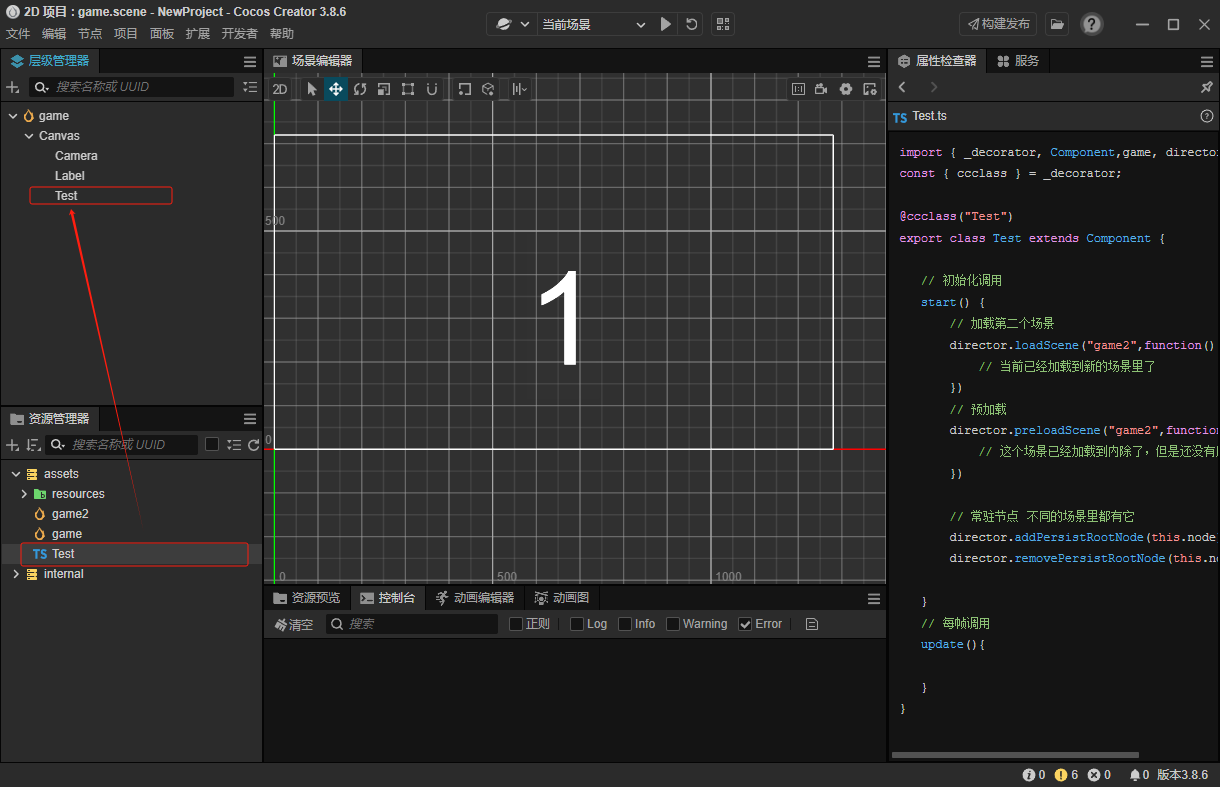 2D 项目 : game.scene - NewProject - Cocos Creator 3.8.6
当前场景
构建发布
文件 编辑 节点 项目 面板 扩展 开发者 帮助
层级管理器
搜索名称或 UUID
game
Canvas
Camera
Label
Test
资源管理器
搜索名称或 UUID
assets
resources
game2
game
TS Test
internal
场景编辑器
2D
500
0
1
0 500 1000
资源预览 控制台 动画编辑器 动画图
清空 搜索 正则 Log Info Warning Error
属性检查器 服务
TS Test.ts
import { _decorator, Component,game, director
const { ccclass } = _decorator;
@ccclass("Test")
export class Test extends Component {
// 初始化调用
start() {
// 加载第二个场景
director.loadScene("game2",function()
// 当前已经加载到新的场景里了
})
// 预加载
director.preloadScene("game2",function
// 这个场景已经加载到内除了，但是还没有
})
// 常驻节点 不同的场景里都有它
director.addPersistRootNode(this.node
director.removePersistRootNode(this.no
}
// 每帧调用
update(){
}
}
0 6 0 0 版本3.8.6